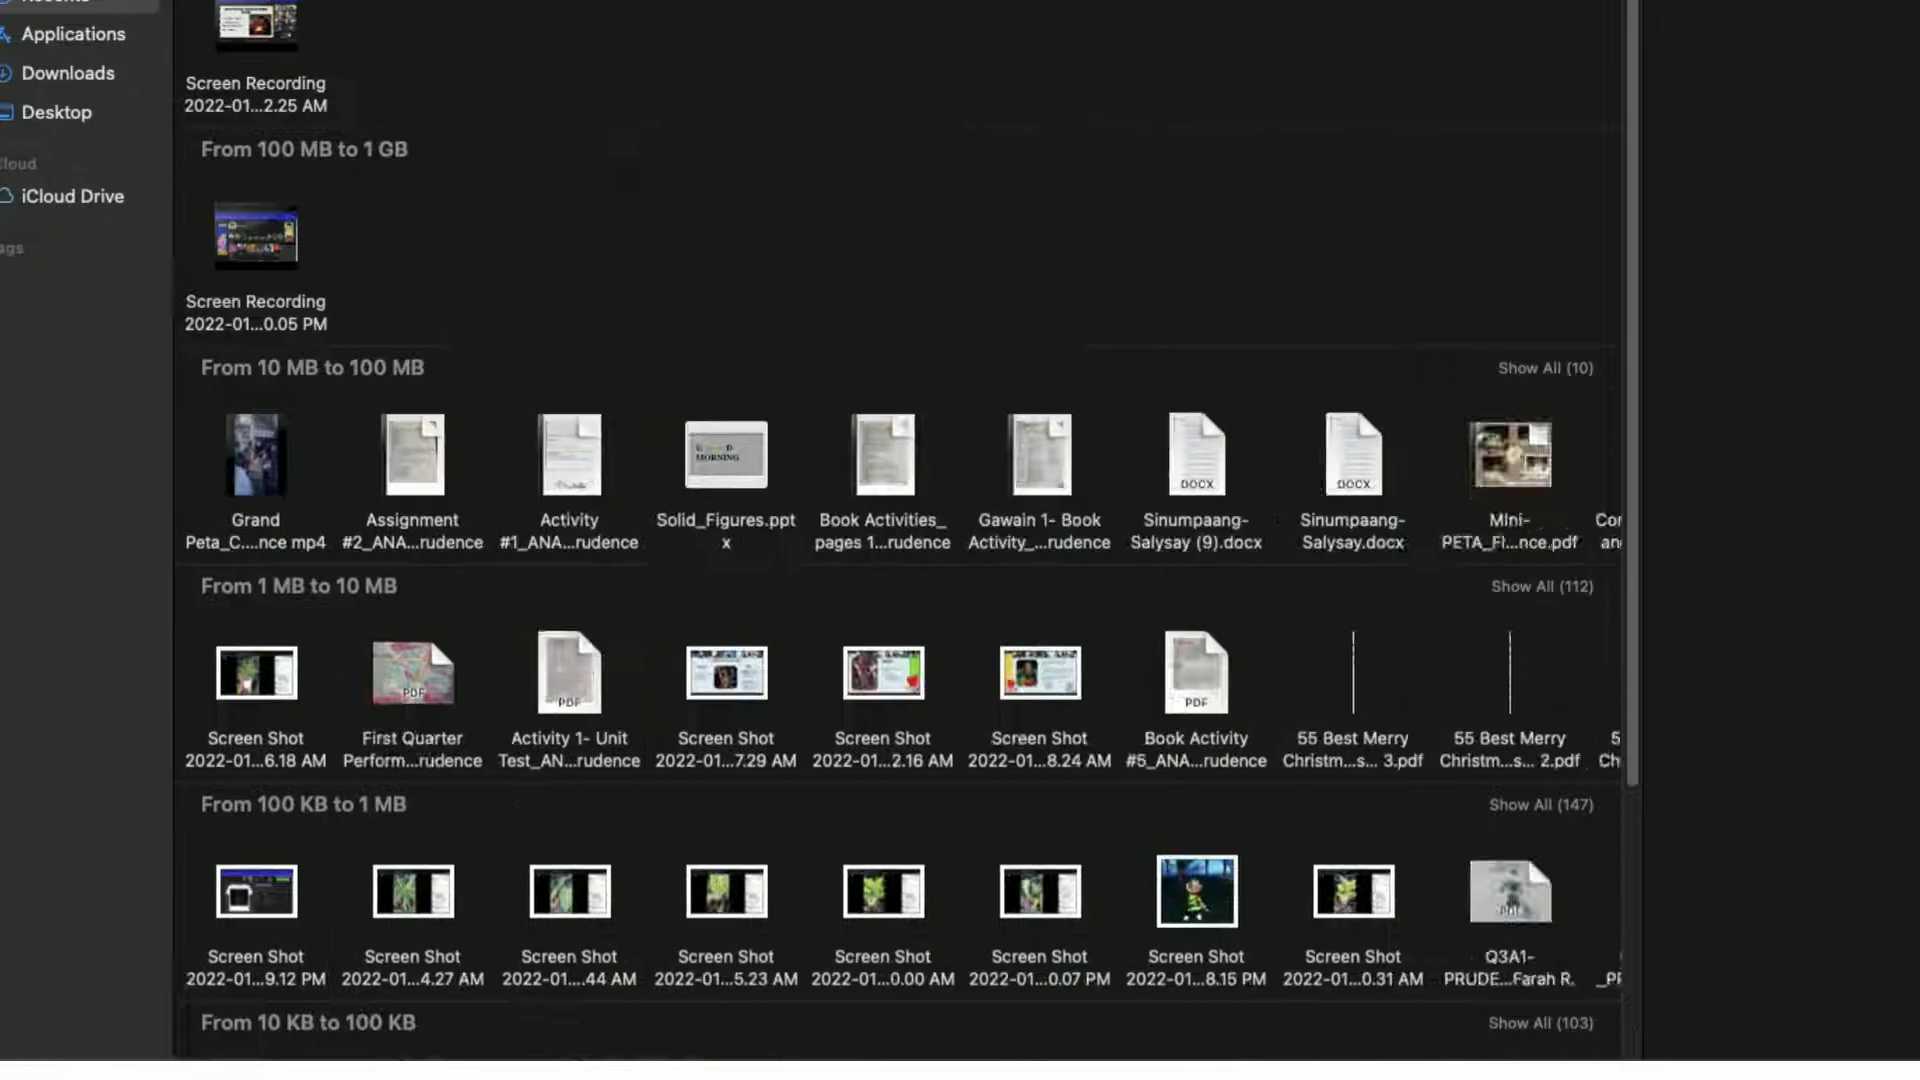 Recents
Applications
Downloads
Desktop
iCloud Drive
Screen Recording
2022-01...2.25 AM
From 100 MB to 1 GB
Screen Recording
2022-01...0.05 PM
From 10 MB to 100 MB
Show All (10)
Grand
Peta_C....nce mp4
Assignment
#2_ANA...rudence
Activity
#1_ANA...rudence
MORNING
Solid_Figures.ppt
x
Book Activities_
pages 1...rudence
Gawain 1- Book
Activity_...rudence
DOCX
Sinumpaang-
Salysay (9).docx
DOCX
Sinumpaang-
Salysay.docx
MIni-
PETA_FI...nce.pdf
From 1 MB to 10 MB
Show All (112)
Screen Shot
2022-01...6.18 AM
PDF
First Quarter
Perform...rudence
PDF
Activity 1- Unit
Test_AN...rudence
Screen Shot
2022-01...7.29 AM
Screen Shot
2022-01...2.16 AM
Screen Shot
2022-01...8.24 AM
PDF
Book Activity
#5_ANA...rudence
55 Best Merry
Christm...s... 3.pdf
55 Best Merry
Christm...s... 2.pdf
From 100 KB to 1 MB
Show All (147)
Screen Shot
2022-01...9.12 PM
Screen Shot
2022-01...4.27 AM
Screen Shot
2022-01....44 AM
Screen Shot
2022-01...5.23 AM
Screen Shot
2022-01...0.00 AM
Screen Shot
2022-01...0.07 PM
Screen Shot
2022-01...8.15 PM
Screen Shot
2022-01...0.31 AM
PDF
Q3A1-
PRUDE...Farah R.
From 10 KB to 100 KB
Show All (103)